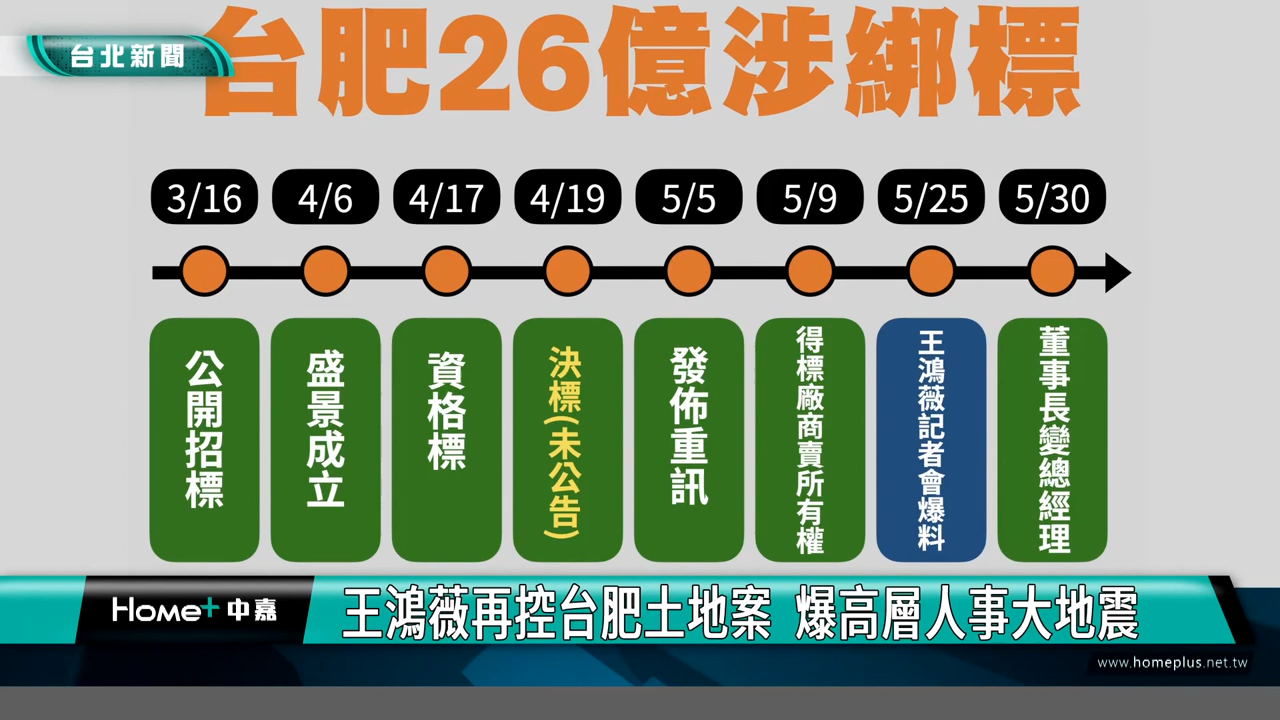 台北新聞
台肥26億涉綁標
3/16
4/6
4/17
4/19
5/5
5/9
5/25
5/30
公開招標
盛景成立
資格標
決標(未公告)
發佈重訊
得標廠商賣所有權
王鴻薇記者會爆料
董事長變總經理
Home+中嘉
王鴻薇再控台肥土地案 爆高層人事大地震
www.homeplus.net.tw